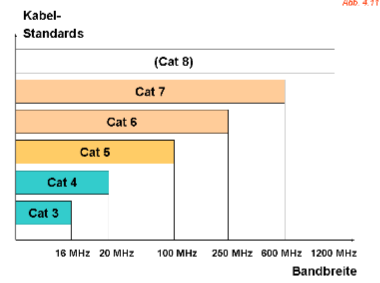 Abb. 4.11
Kabel-
Standards
(Cat 8)
Cat 7
Cat 6
Cat 5
Cat 4
Cat 3
16 MHz 20 MHz 100 MHz 250 MHz 600 MHz 1200 MHz
Bandbreite